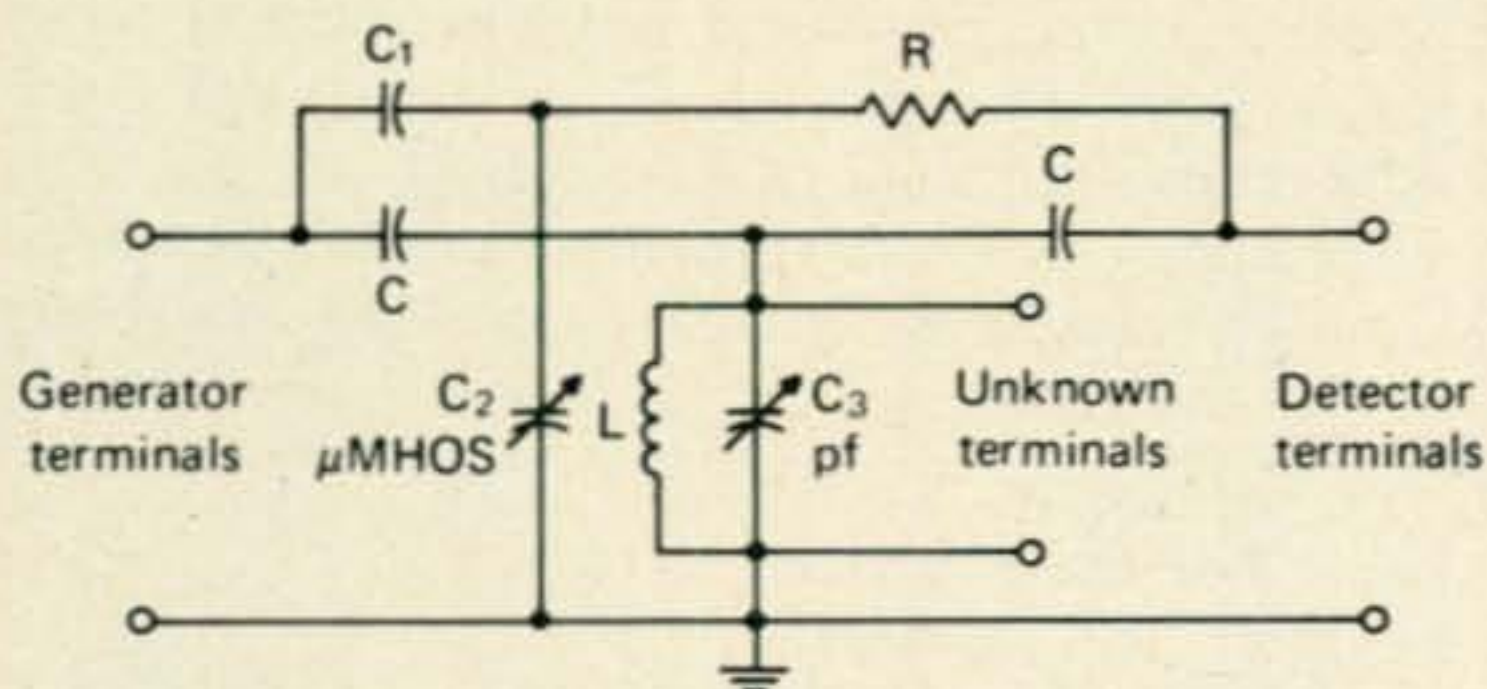 C₁
R
C
C
Generator
terminals
C₂
μMHOS
L
C₃
pf
Unknown
terminals
Detector
terminals